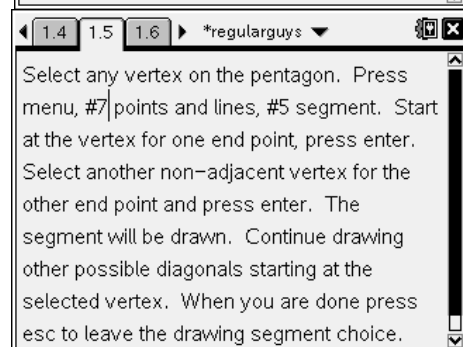 1.4 1.5 1.6 *regularguys
Select any vertex on the pentagon. Press
menu, #7 points and lines, #5 segment. Start
at the vertex for one end point, press enter.
Select another non-adjacent vertex for the
other end point and press enter. The
segment will be drawn. Continue drawing
other possible diagonals starting at the
selected vertex. When you are done press
esc to leave the drawing segment choice.